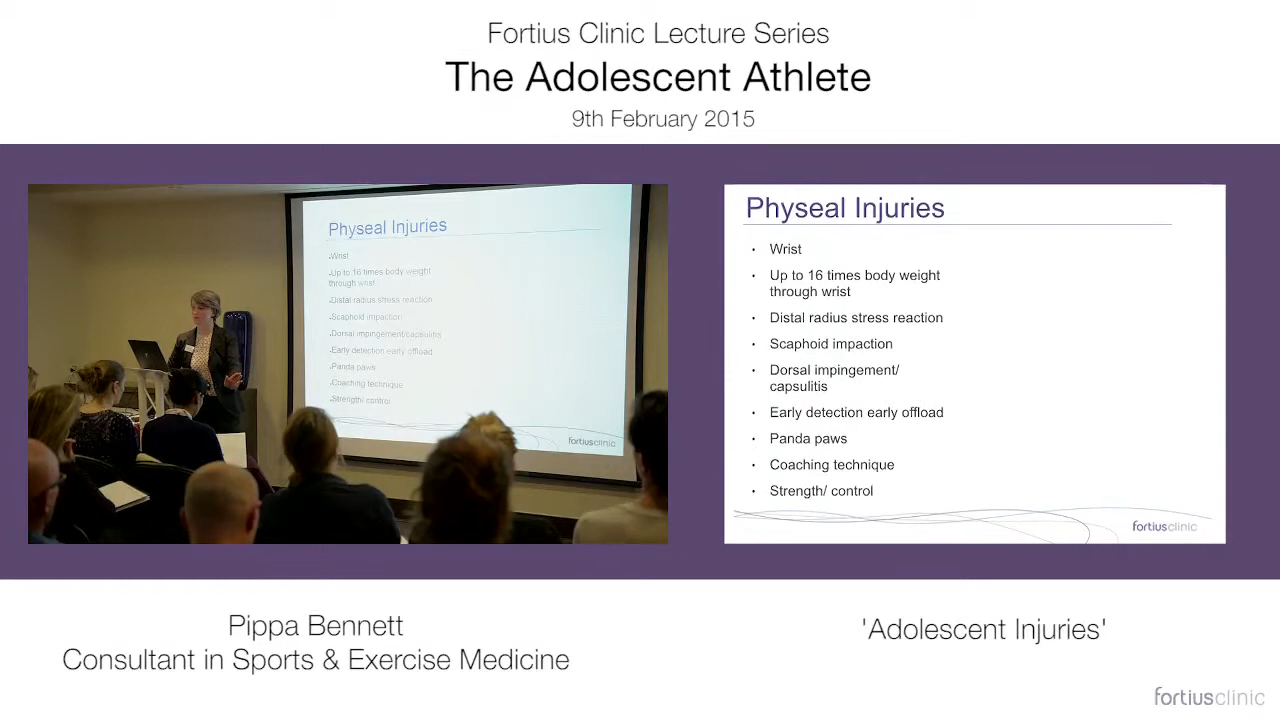 Fortius Clinic Lecture Series
The Adolescent Athlete
9th February 2015
Physeal Injuries
Wrist
Up to 16 times body weight
through wrist
Distal radius stress reaction
Scaphoid impaction
Dorsal impingement/capsulitis
Early detection early offload
Panda paws
Coaching technique
Strength/ control
fortiusclinic
Physeal Injuries
Wrist
Up to 16 times body weight
through wrist
Distal radius stress reaction
Scaphoid impaction
Dorsal impingement/
capsulitis
Early detection early offload
Panda paws
Coaching technique
Strength/ control
fortiusclinic
Pippa Bennett
Consultant in Sports & Exercise Medicine
'Adolescent Injuries'
fortiusclinic